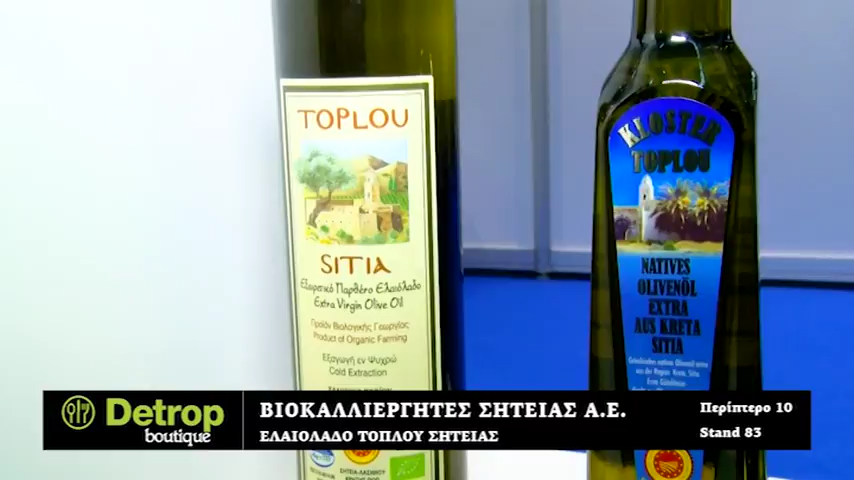 TOPLOU
SITIA
Εξαιρετικό Παρθένο Ελαιόλαδο
Extra Virgin Olive Oil
Προϊόν Βιολογικής Γεωργίας
Product of Organic Farming
Εξαγωγή εν Ψυχρώ
Cold Extraction
KLOSTER
TOPLOU
NATIVES
OLIVENÖL
EXTRA
AUS KRETA
SITIA
Detrop
boutique
ΒΙΟΚΑΛΛΙΕΡΓΗΤΕΣ ΣΗΤΕΙΑΣ Α.Ε.
ΕΛΑΙΟΛΑΔΟ ΤΟΠΛΟΥ ΣΗΤΕΙΑΣ
Περίπτερο 10
Stand 83